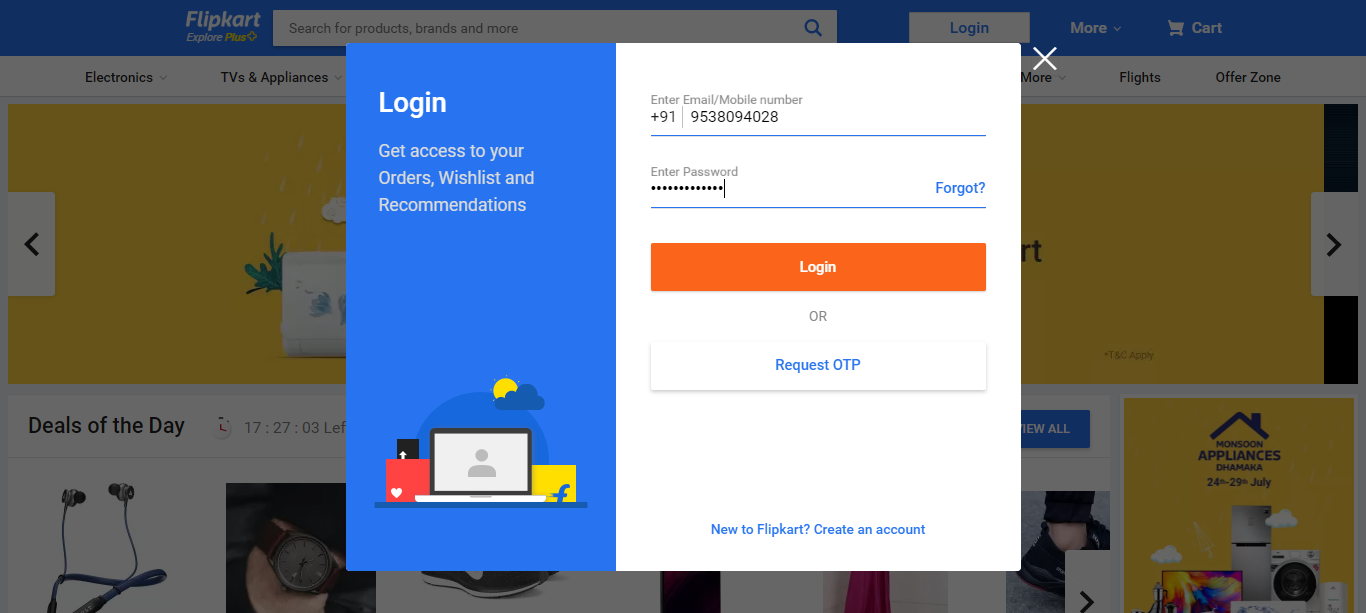 Flipkart
Explore Plus
Search for products, brands and more
Login
More
Cart
Electronics
TVs & Appliances
More
Flights
Offer Zone
Login
Get access to your
Orders, Wishlist and
Recommendations
Enter Email/Mobile number
+91 9538094028
Enter Password
•••••••••••••
Forgot?
Login
OR
Request OTP
New to Flipkart? Create an account
*T&C Apply
Deals of the Day
17 : 27 : 03 Lef
VIEW ALL
MONSOON
APPLIANCES
DHAMAKA
24th-29th July